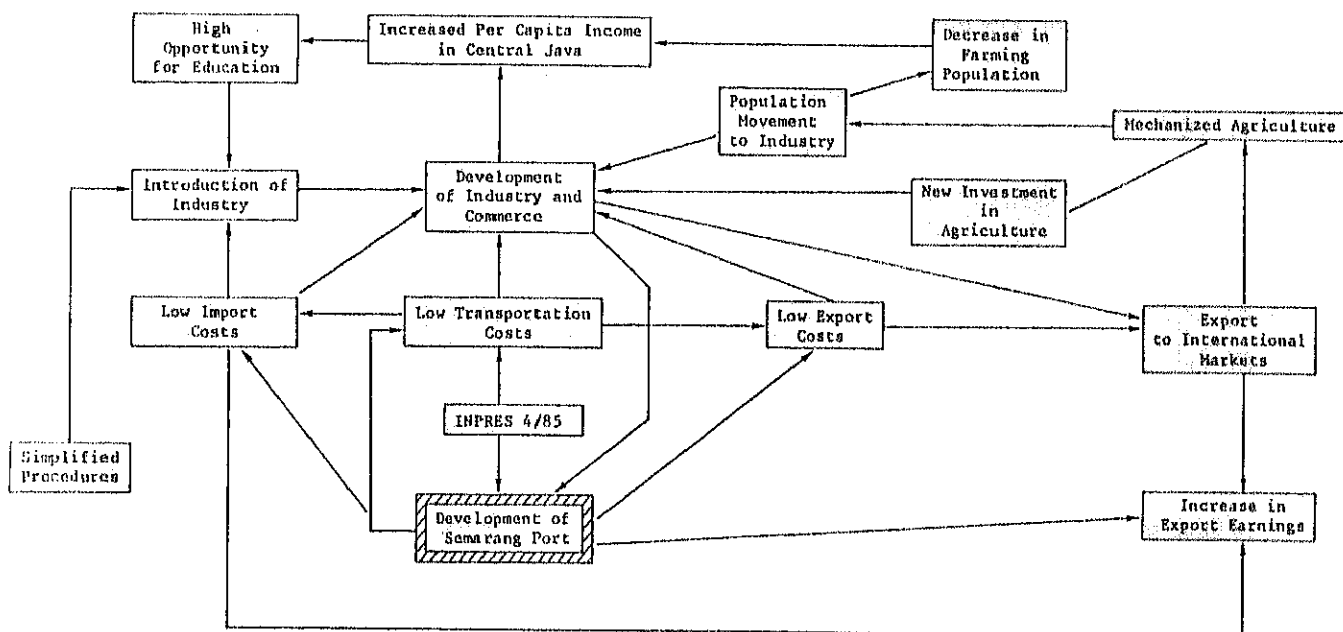 High
Opportunity
for Education
Increased Per Capita Income
in Central Java
Decrease in
Farming
Population
Population
Movement
to Industry
Mechanized Agriculture
Introduction of
Industry
Development
of Industry and
Commerce
New Investment
in
Agriculture
Low Import
Costs
Low Transportation
Costs
Low Export
Costs
Export
to International
Markets
INPRES 4/85
Simplified
Procedures
Development of
Semarang Port
Increase in
Export Earnings